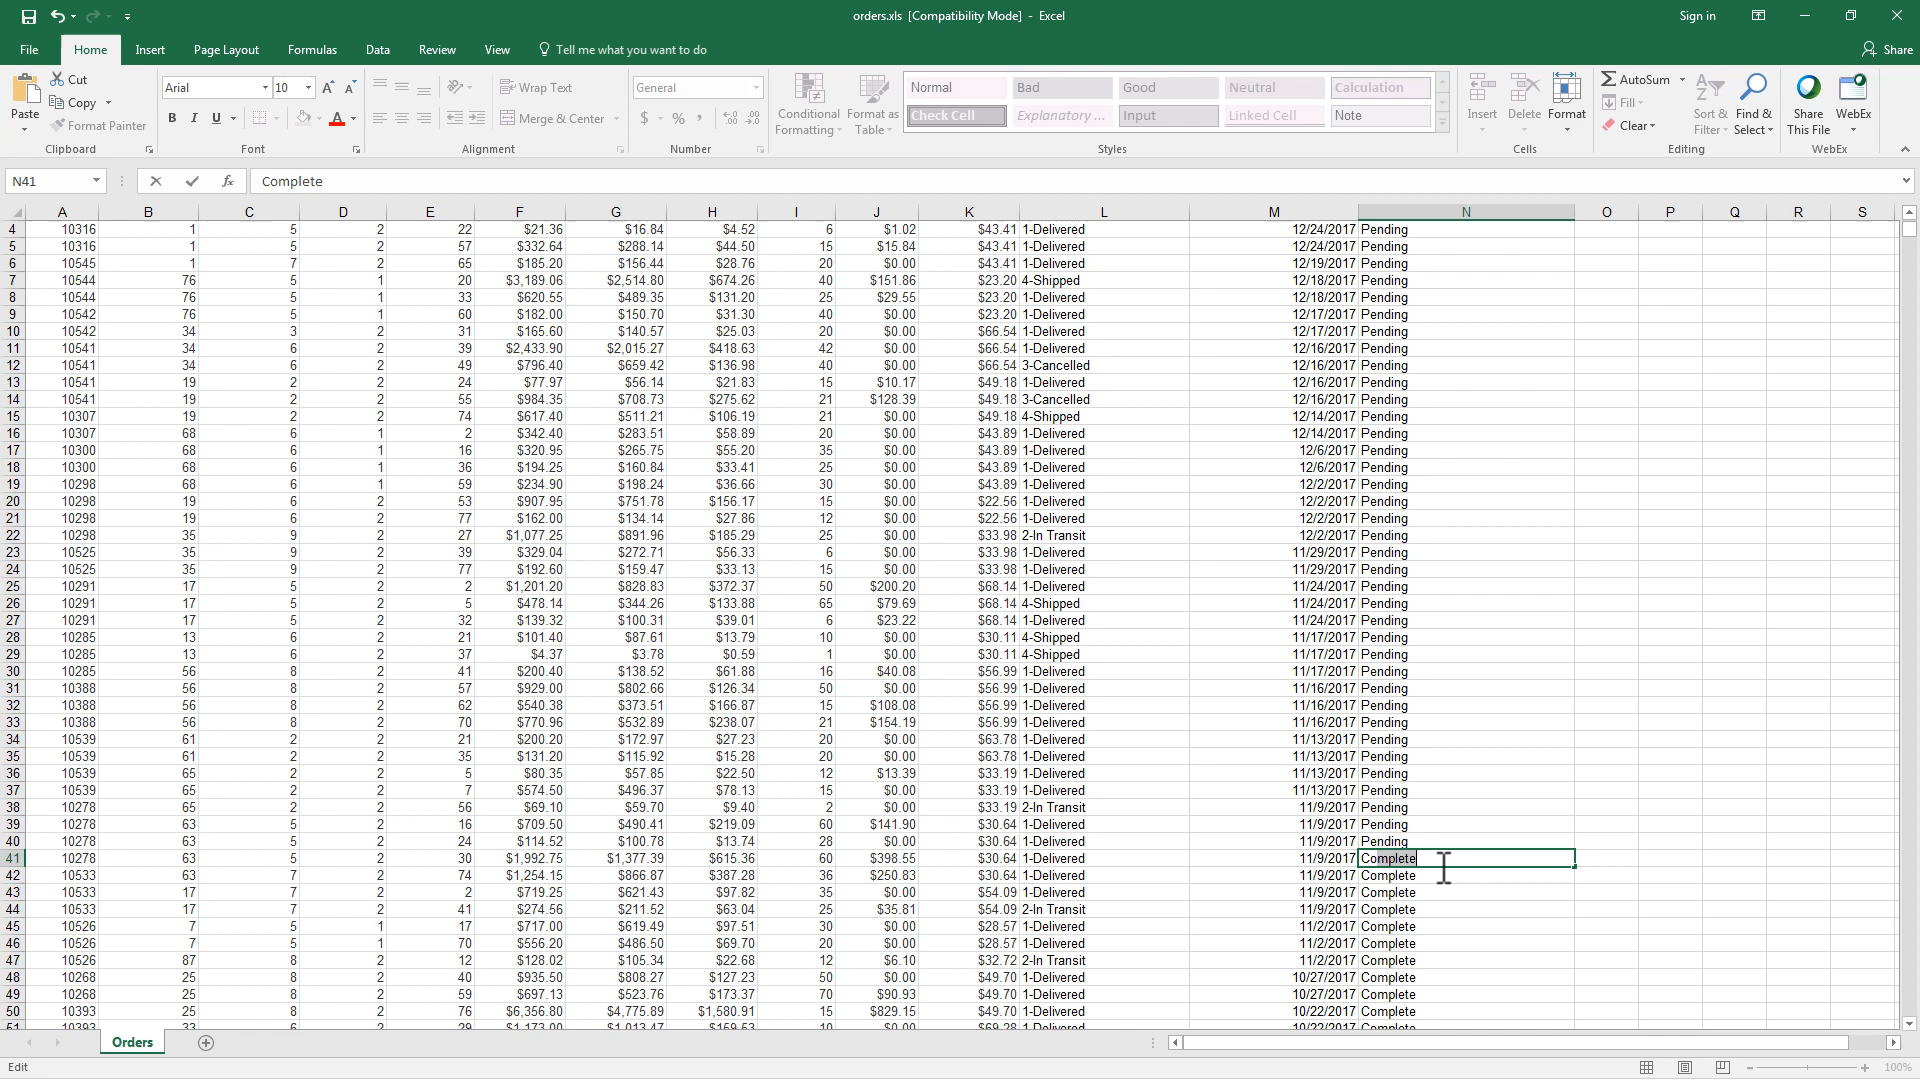 orders.xls [Compatibility Mode] - Excel
Sign in
File Home Insert Page Layout Formulas Data Review View Tell me what you want to do
Share
Paste
Cut
Copy
Format Painter
Clipboard
Arial 10
B I U
Font
Wrap Text
Merge & Center
Alignment
General
$ % ,
Number
Conditional Formatting
Format as Table
Normal Bad Good Neutral Calculation
Check Cell Explanatory ... Input Linked Cell Note
Styles
Insert Delete Format
Cells
AutoSum
Fill
Clear
Sort & Filter
Find & Select
Editing
Share This File
WebEx
WebEx
N41 fx Complete
A B C D E F G H I J K L M N O P Q R S
4 10316 1 5 2 22 $21.36 $16.84 $4.52 6 $1.02 $43.41 1-Delivered 12/24/2017 Pending
5 10316 1 5 2 57 $332.64 $288.14 $44.50 15 $15.84 $43.41 1-Delivered 12/24/2017 Pending
6 10545 1 7 2 65 $185.20 $156.44 $28.76 20 $0.00 $43.41 1-Delivered 12/19/2017 Pending
7 10544 76 5 1 20 $3,189.06 $2,514.80 $674.26 40 $151.86 $23.20 4-Shipped 12/18/2017 Pending
8 10544 76 5 1 33 $620.55 $489.35 $131.20 25 $29.55 $23.20 1-Delivered 12/18/2017 Pending
9 10542 76 5 1 60 $182.00 $150.70 $31.30 40 $0.00 $23.20 1-Delivered 12/17/2017 Pending
10 10542 34 3 2 31 $165.60 $140.57 $25.03 20 $0.00 $66.54 1-Delivered 12/17/2017 Pending
11 10541 34 6 2 39 $2,433.90 $2,015.27 $418.63 42 $0.00 $66.54 1-Delivered 12/16/2017 Pending
12 10541 34 6 2 49 $796.40 $659.42 $136.98 40 $0.00 $66.54 3-Cancelled 12/16/2017 Pending
13 10541 19 2 2 24 $77.97 $56.14 $21.83 15 $10.17 $49.18 1-Delivered 12/16/2017 Pending
14 10541 19 2 2 55 $984.35 $708.73 $275.62 21 $128.39 $49.18 3-Cancelled 12/16/2017 Pending
15 10307 19 2 2 74 $617.40 $511.21 $106.19 21 $0.00 $49.18 4-Shipped 12/14/2017 Pending
16 10307 68 6 1 2 $342.40 $283.51 $58.89 20 $0.00 $43.89 1-Delivered 12/14/2017 Pending
17 10300 68 6 1 16 $320.95 $265.75 $55.20 35 $0.00 $43.89 1-Delivered 12/6/2017 Pending
18 10300 68 6 1 36 $194.25 $160.84 $33.41 25 $0.00 $43.89 1-Delivered 12/6/2017 Pending
19 10298 68 6 1 59 $234.90 $198.24 $36.66 30 $0.00 $43.89 1-Delivered 12/2/2017 Pending
20 10298 19 6 2 53 $907.95 $751.78 $156.17 15 $0.00 $22.56 1-Delivered 12/2/2017 Pending
21 10298 19 6 2 77 $162.00 $134.14 $27.86 12 $0.00 $22.56 1-Delivered 12/2/2017 Pending
22 10298 35 9 2 27 $1,077.25 $891.96 $185.29 25 $0.00 $33.98 2-In Transit 12/2/2017 Pending
23 10525 35 9 2 39 $329.04 $272.71 $56.33 6 $0.00 $33.98 1-Delivered 11/29/2017 Pending
24 10525 35 9 2 77 $192.60 $159.47 $33.13 15 $0.00 $33.98 1-Delivered 11/29/2017 Pending
25 10291 17 5 2 2 $1,201.20 $828.83 $372.37 50 $200.20 $68.14 1-Delivered 11/24/2017 Pending
26 10291 17 5 2 5 $478.14 $344.26 $133.88 65 $79.69 $68.14 4-Shipped 11/24/2017 Pending
27 10291 17 5 2 32 $139.32 $100.31 $39.01 6 $23.22 $68.14 1-Delivered 11/24/2017 Pending
28 10285 13 6 2 21 $101.40 $87.61 $13.79 10 $0.00 $30.11 4-Shipped 11/17/2017 Pending
29 10285 13 6 2 37 $4.37 $3.78 $0.59 1 $0.00 $30.11 4-Shipped 11/17/2017 Pending
30 10285 56 8 2 41 $200.40 $138.52 $61.88 16 $40.08 $56.99 1-Delivered 11/17/2017 Pending
31 10388 56 8 2 57 $929.00 $802.66 $126.34 50 $0.00 $56.99 1-Delivered 11/16/2017 Pending
32 10388 56 8 2 62 $540.38 $373.51 $166.87 15 $108.08 $56.99 1-Delivered 11/16/2017 Pending
33 10388 56 8 2 70 $770.96 $532.89 $238.07 21 $154.19 $56.99 1-Delivered 11/16/2017 Pending
34 10539 61 2 2 21 $200.20 $172.97 $27.23 20 $0.00 $63.78 1-Delivered 11/13/2017 Pending
35 10539 61 2 2 35 $131.20 $115.92 $15.28 20 $0.00 $63.78 1-Delivered 11/13/2017 Pending
36 10539 65 2 2 5 $80.35 $57.85 $22.50 12 $13.39 $33.19 1-Delivered 11/13/2017 Pending
37 10539 65 2 2 7 $574.50 $496.37 $78.13 15 $0.00 $33.19 1-Delivered 11/13/2017 Pending
38 10278 65 2 2 56 $69.10 $59.70 $9.40 2 $0.00 $33.19 2-In Transit 11/9/2017 Pending
39 10278 63 5 2 16 $709.50 $490.41 $219.09 60 $141.90 $30.64 1-Delivered 11/9/2017 Pending
40 10278 63 5 2 24 $114.52 $100.78 $13.74 28 $0.00 $30.64 1-Delivered 11/9/2017 Pending
41 10278 63 5 2 30 $1,992.75 $1,377.39 $615.36 60 $398.55 $30.64 1-Delivered 11/9/2017 Complete
42 10533 63 7 2 74 $1,254.15 $866.87 $387.28 36 $250.83 $30.64 1-Delivered 11/9/2017 Complete
43 10533 17 7 2 2 $719.25 $621.43 $97.82 35 $0.00 $54.09 1-Delivered 11/9/2017 Complete
44 10533 17 7 2 41 $274.56 $211.52 $63.04 25 $35.81 $54.09 2-In Transit 11/9/2017 Complete
45 10526 7 5 1 17 $717.00 $619.49 $97.51 30 $0.00 $28.57 1-Delivered 11/2/2017 Complete
46 10526 7 5 1 70 $556.20 $486.50 $69.70 20 $0.00 $28.57 1-Delivered 11/2/2017 Complete
47 10526 87 8 2 12 $128.02 $105.34 $22.68 12 $6.10 $32.72 2-In Transit 11/2/2017 Complete
48 10268 25 8 2 40 $935.50 $808.27 $127.23 50 $0.00 $49.70 1-Delivered 10/27/2017 Complete
49 10268 25 8 2 59 $697.13 $523.76 $173.37 70 $90.93 $49.70 1-Delivered 10/27/2017 Complete
50 10393 25 8 2 76 $6,356.80 $4,775.89 $1,580.91 15 $829.15 $49.70 1-Delivered 10/22/2017 Complete
51 10393 33 6 2 29 $1,173.00 $1,013.47 $159.53 10 $0.00 $69.28 1-Delivered 10/22/2017 Complete
Orders
Edit
100%